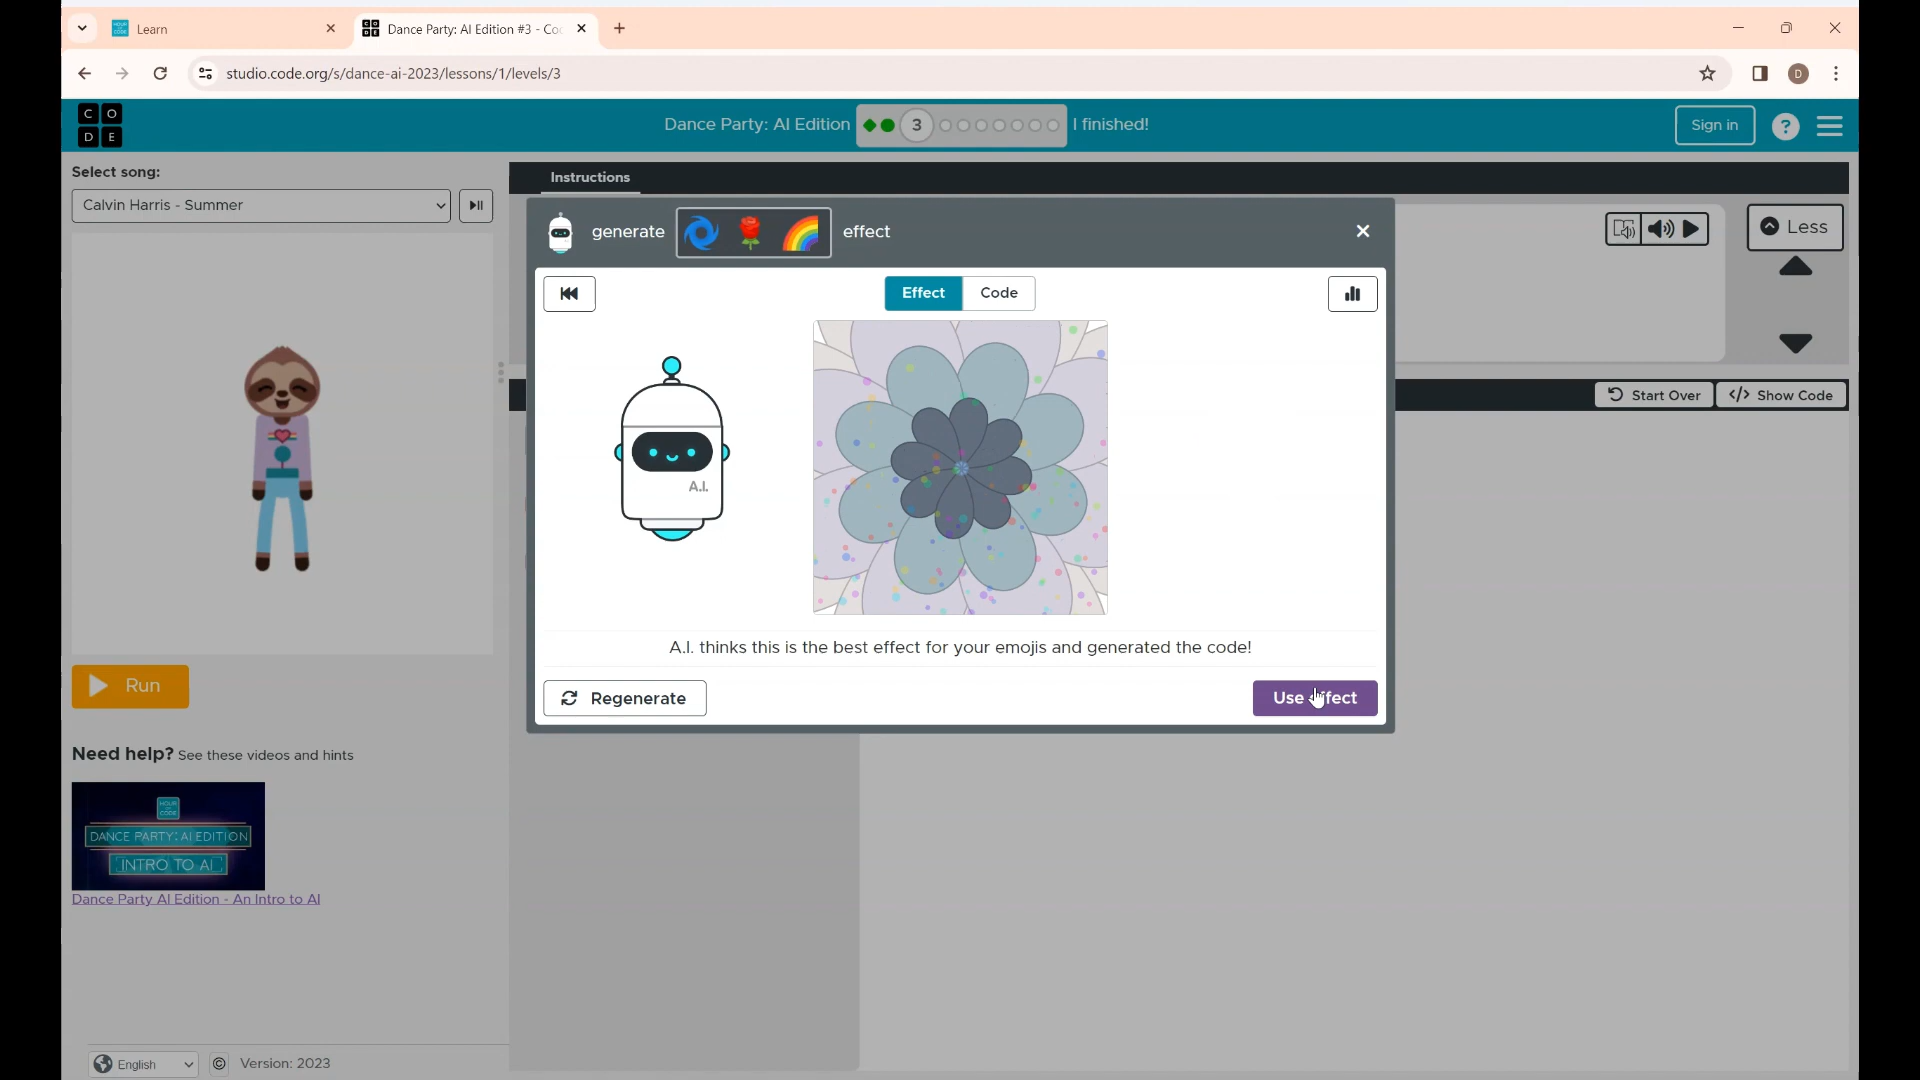 Learn
Dance Party: AI Edition #3 - Co
studio.code.org/s/dance-ai-2023/lessons/1/levels/3
D
C O
D E
Dance Party: AI Edition
3
I finished!
Sign in
?
Select song:
Calvin Harris - Summer
Instructions
generate
effect
Less
Effect
Code
A.I.
Start Over
</> Show Code
A.I. thinks this is the best effect for your emojis and generated the code!
Regenerate
Use
Run
Need help? See these videos and hints
HOUR
OF
CODE
DANCE PARTY: AI EDITION
INTRO TO AI
Dance Party AI Edition - An Intro to AI
English
©
Version: 2023